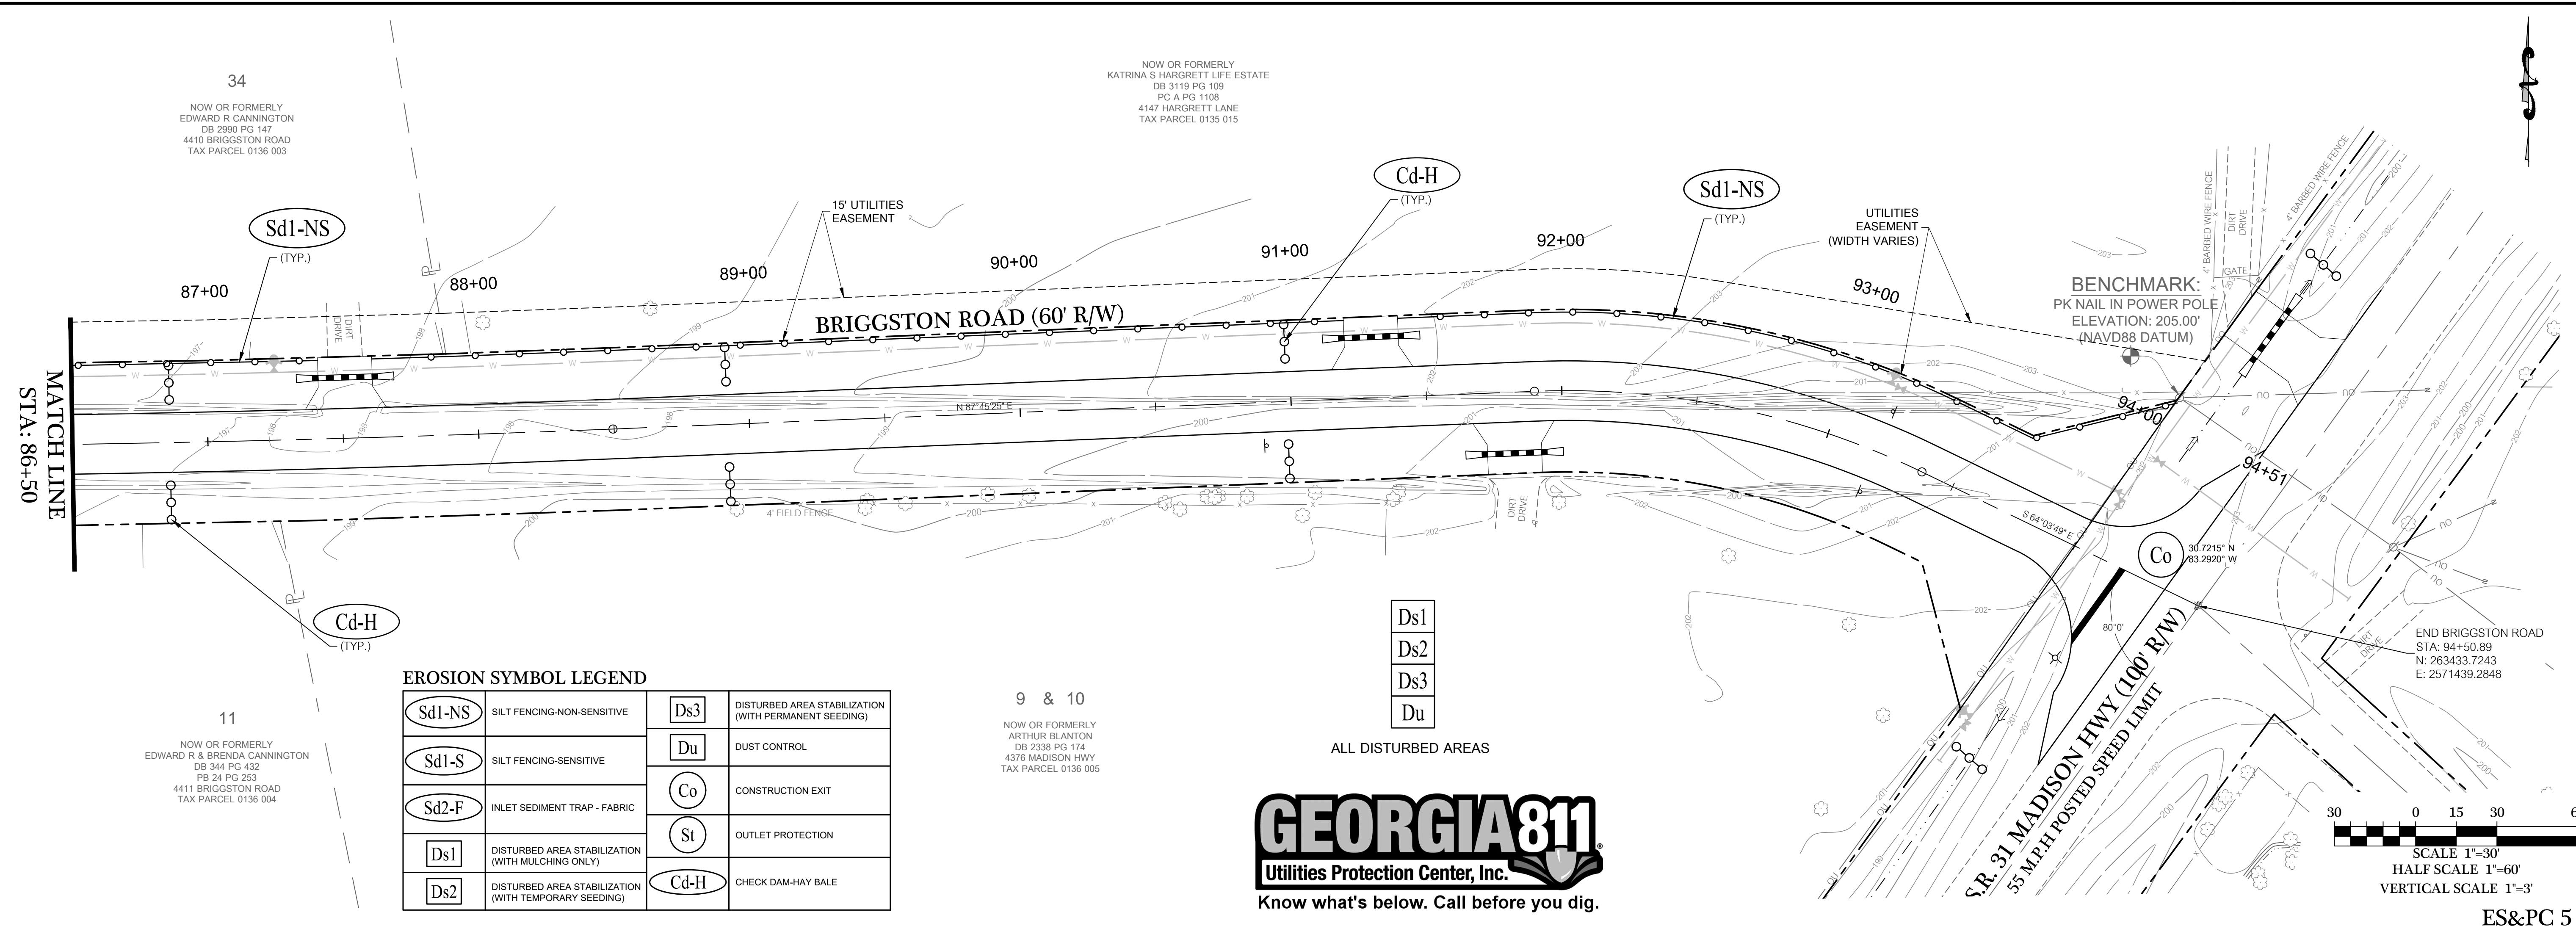 34
NOW OR FORMERLY
EDWARD R CANNINGTON
DB 2990 PG 147
4410 BRIGGSTON ROAD
TAX PARCEL 0136 003
NOW OR FORMERLY
KATRINA S HARGRETT LIFE ESTATE
DB 3119 PG 109
PC A PG 1108
4147 HARGRETT LANE
TAX PARCEL 0135 015
Sd1-NS
(TYP.)
15' UTILITIES
EASEMENT
Cd-H
(TYP.)
Sd1-NS
(TYP.)
UTILITIES
EASEMENT
(WIDTH VARIES)
4' BARBED WIRE FENCE
DIRT
DRIVE
4' BARBED WIRE FENCE
GATE
87+00
88+00
89+00
90+00
91+00
92+00
93+00
94+00
94+51
BENCHMARK:
PK NAIL IN POWER POLE
ELEVATION: 205.00'
(NAVD88 DATUM)
BRIGGSTON ROAD (60' R/W)
DIRT
DRIVE
N 87°45'25" E
S 64°03'49" E
MATCH LINE
STA: 86+50
4' FIELD FENCE
DIRT
DRIVE
Co
30.7215° N
83.2920° W
80°0'
Cd-H
(TYP.)
END BRIGGSTON ROAD
STA: 94+50.89
N: 263433.7243
E: 2571439.2848
DIRT
DRIVE
S.R. 31 MADISON HWY (100' R/W)
55 M.P.H POSTED SPEED LIMIT
11
NOW OR FORMERLY
EDWARD R & BRENDA CANNINGTON
DB 344 PG 432
PB 24 PG 253
4411 BRIGGSTON ROAD
TAX PARCEL 0136 004
EROSION SYMBOL LEGEND
Sd1-NS SILT FENCING-NON-SENSITIVE
Sd1-S SILT FENCING-SENSITIVE
Sd2-F INLET SEDIMENT TRAP - FABRIC
Ds1 DISTURBED AREA STABILIZATION
(WITH MULCHING ONLY)
Ds2 DISTURBED AREA STABILIZATION
(WITH TEMPORARY SEEDING)
Ds3 DISTURBED AREA STABILIZATION
(WITH PERMANENT SEEDING)
Du DUST CONTROL
Co CONSTRUCTION EXIT
St OUTLET PROTECTION
Cd-H CHECK DAM-HAY BALE
9 & 10
NOW OR FORMERLY
ARTHUR BLANTON
DB 2338 PG 174
4376 MADISON HWY
TAX PARCEL 0136 005
Ds1
Ds2
Ds3
Du
ALL DISTURBED AREAS
GEORGIA 811
Utilities Protection Center, Inc.
Know what's below. Call before you dig.
30 0 15 30
SCALE 1"=30'
HALF SCALE 1"=60'
VERTICAL SCALE 1"=3'
ES&PC 5